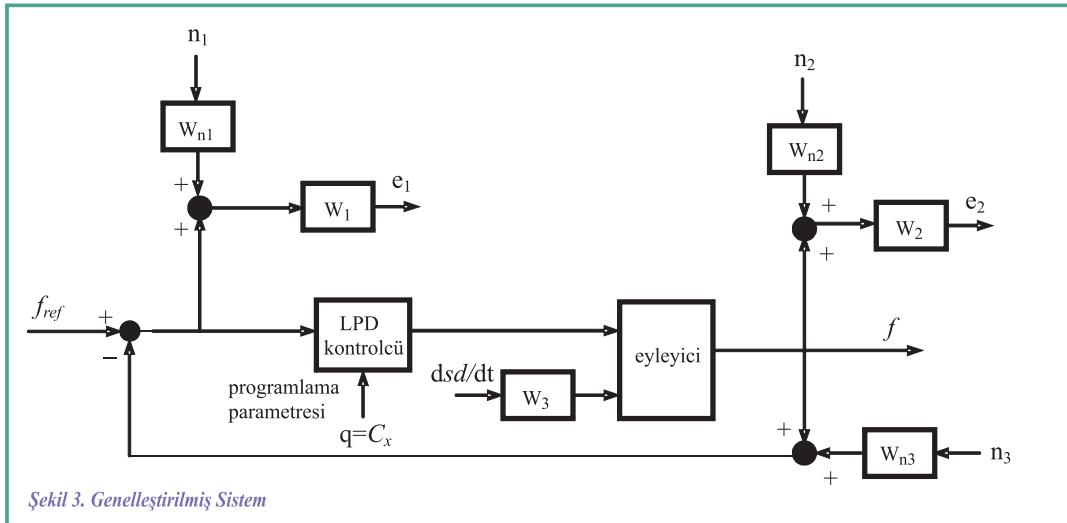 n1
n2
Wn1
Wn2
+
e1
W1
+
+
e2
W2
+
fref
+
−
LPD
kontrolcü
eyleyici
f
programlama
parametresi
dsd/dt
W3
q=Cx
+
Wn3
n3
+
Şekil 3. Genelleştirilmiş Sistem